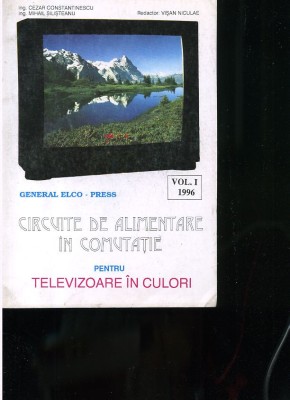 ing. CEZAR CONSTANTINESCU
ing. MIHAIL SILIȘTEANU
Redactor: VIȘAN NICULAE
GENERAL ELCO - PRESS
VOL. I
1996
CIRCUITE DE ALIMENTARE
ÎN COMUTAȚIE
PENTRU
TELEVIZOARE ÎN CULORI